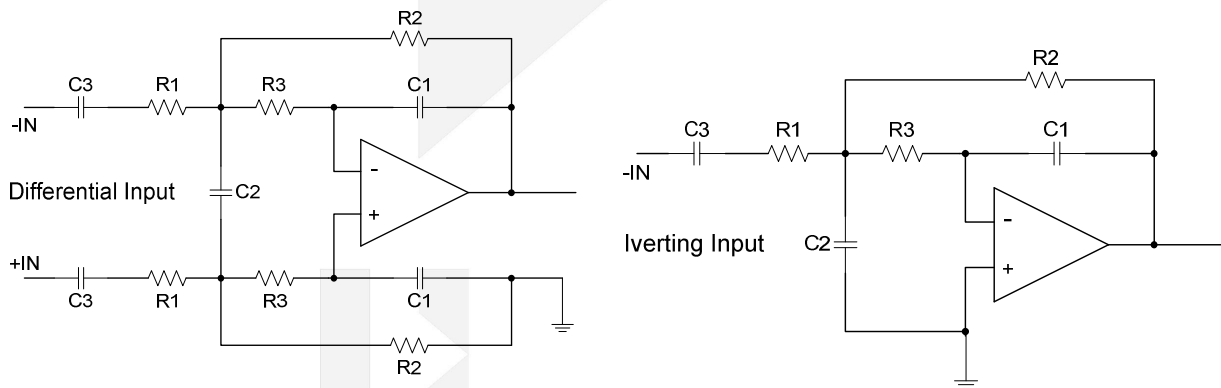 R2
C3 R1 R3 C1
-IN
-
Differential Input
C2
+
+IN
C3 R1 R3 C1
R2
R2
C3 R1 R3 C1
-IN
-
Iverting Input
C2
+